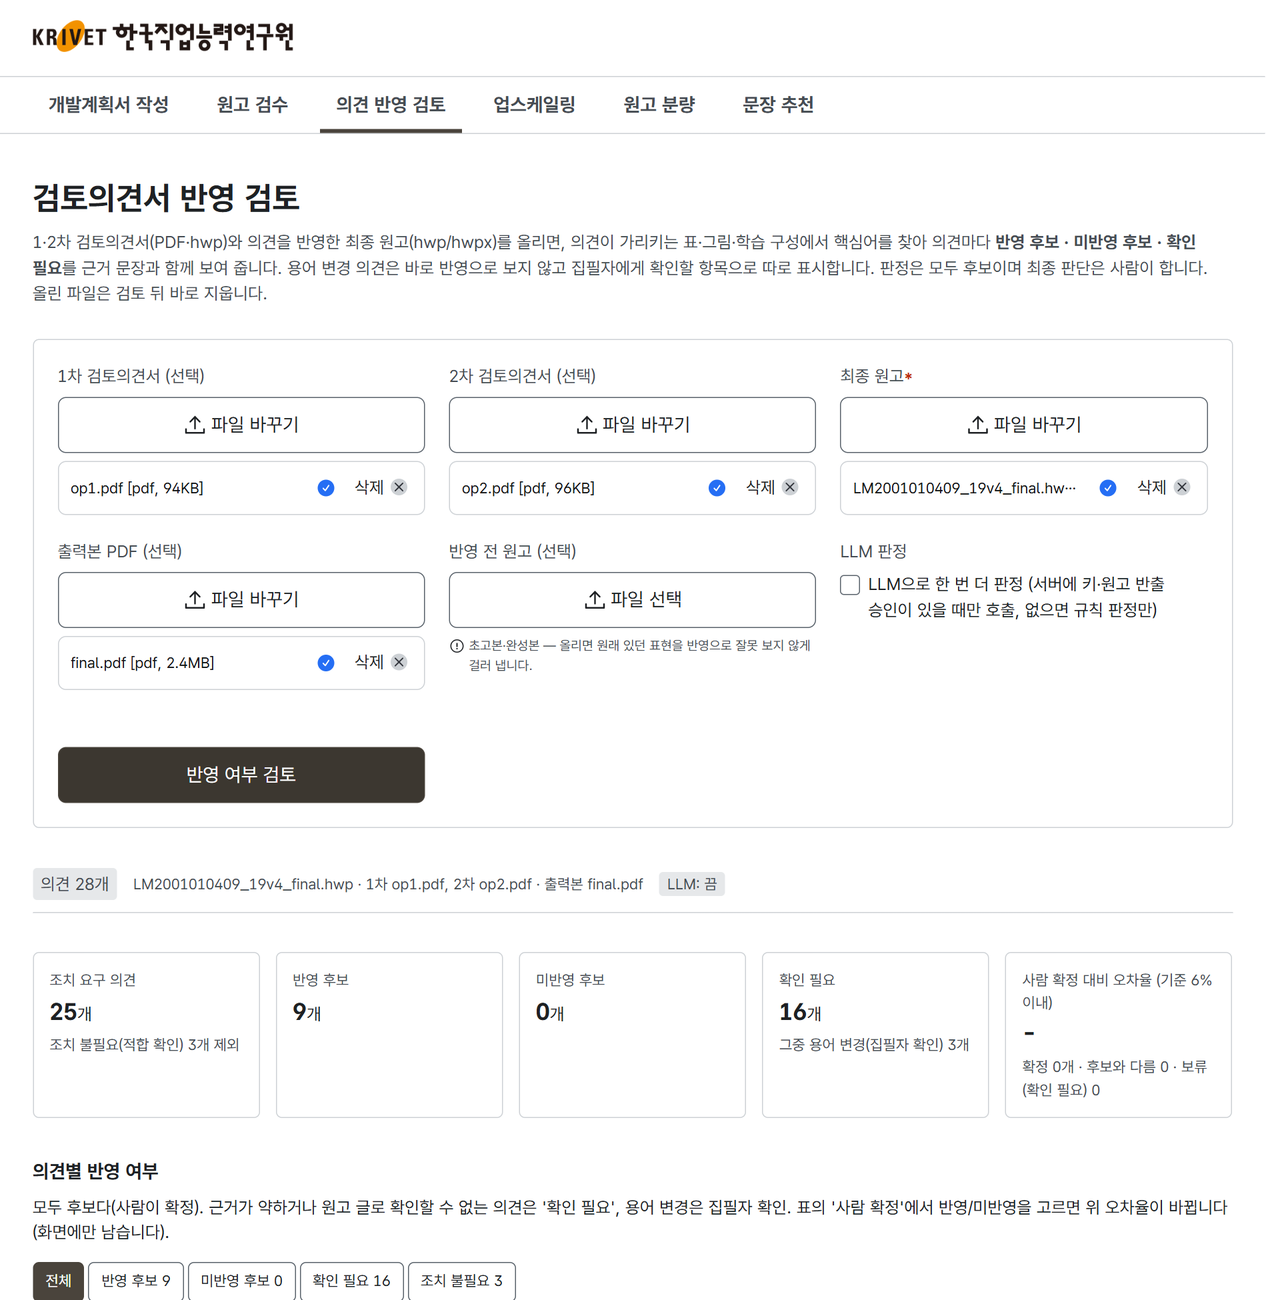 KRIVET 한국직업능력연구원
개발계획서 작성
원고 검수
의견 반영 검토
업스케일링
원고 분량
문장 추천
검토의견서 반영 검토
1·2차 검토의견서(PDF·hwp)와 의견을 반영한 최종 원고(hwp/hwpx)를 올리면, 의견이 가리키는 표·그림·학습 구성에서 핵심어를 찾아 의견마다 반영 후보 · 미반영 후보 · 확인
필요를 근거 문장과 함께 보여 줍니다. 용어 변경 의견은 바로 반영으로 보지 않고 집필자에게 확인할 항목으로 따로 표시합니다. 판정은 모두 후보이며 최종 판단은 사람이 합니다.
올린 파일은 검토 뒤 바로 지웁니다.
1차 검토의견서 (선택)
파일 바꾸기
op1.pdf [pdf, 94KB]
삭제
2차 검토의견서 (선택)
파일 바꾸기
op2.pdf [pdf, 96KB]
삭제
최종 원고*
파일 바꾸기
LM2001010409_19v4_final.hw···
삭제
출력본 PDF (선택)
파일 바꾸기
final.pdf [pdf, 2.4MB]
삭제
반영 전 원고 (선택)
파일 선택
초고본·완성본 — 올리면 원래 있던 표현을 반영으로 잘못 보지 않게
걸러 냅니다.
LLM 판정
LLM으로 한 번 더 판정 (서버에 키·원고 반출
승인이 있을 때만 호출, 없으면 규칙 판정만)
반영 여부 검토
의견 28개
LM2001010409_19v4_final.hwp · 1차 op1.pdf, 2차 op2.pdf · 출력본 final.pdf
LLM: 끔
조치 요구 의견
25개
조치 불필요(적합 확인) 3개 제외
반영 후보
9개
미반영 후보
0개
확인 필요
16개
그중 용어 변경(집필자 확인) 3개
사람 확정 대비 오차율 (기준 6%
이내)
-
확정 0개 · 후보와 다름 0 · 보류
(확인 필요) 0
의견별 반영 여부
모두 후보다(사람이 확정). 근거가 약하거나 원고 글로 확인할 수 없는 의견은 '확인 필요', 용어 변경은 집필자 확인. 표의 '사람 확정'에서 반영/미반영을 고르면 위 오차율이 바뀝니다
(화면에만 남습니다).
전체
반영 후보 9
미반영 후보 0
확인 필요 16
조치 불필요 3